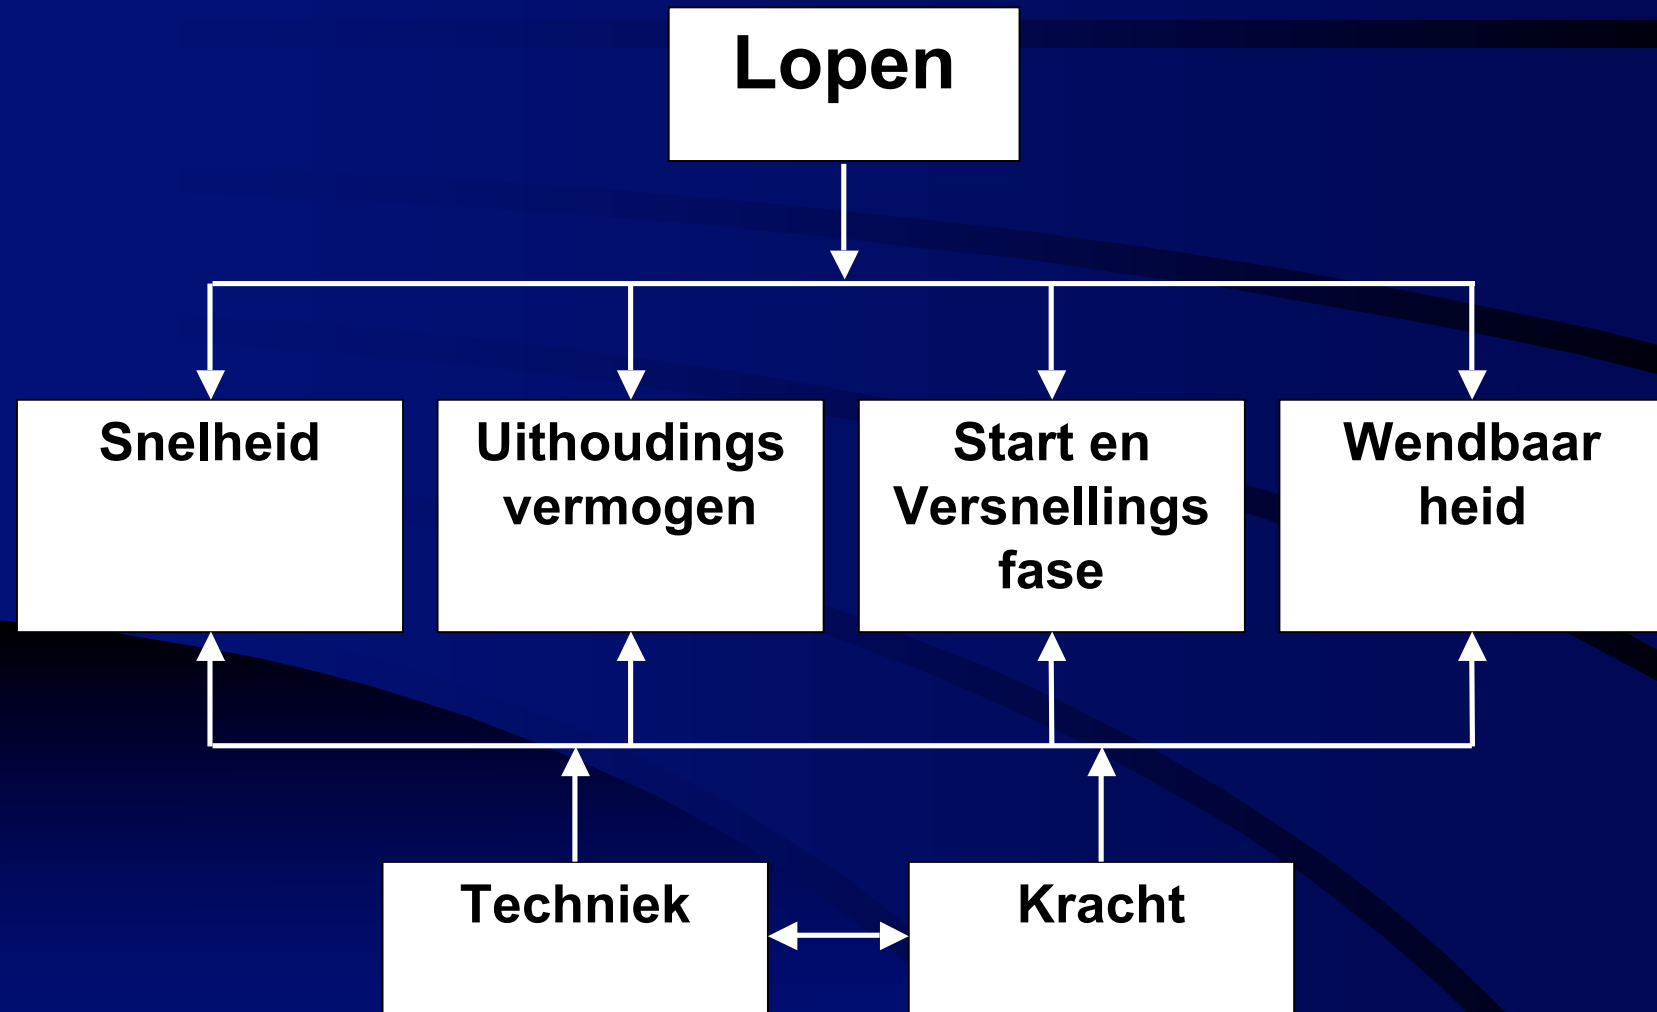 Lopen
Snelheid
Uithoudings
vermogen
Start en
Versnellings
fase
Wendbaar
heid
Techniek
Kracht